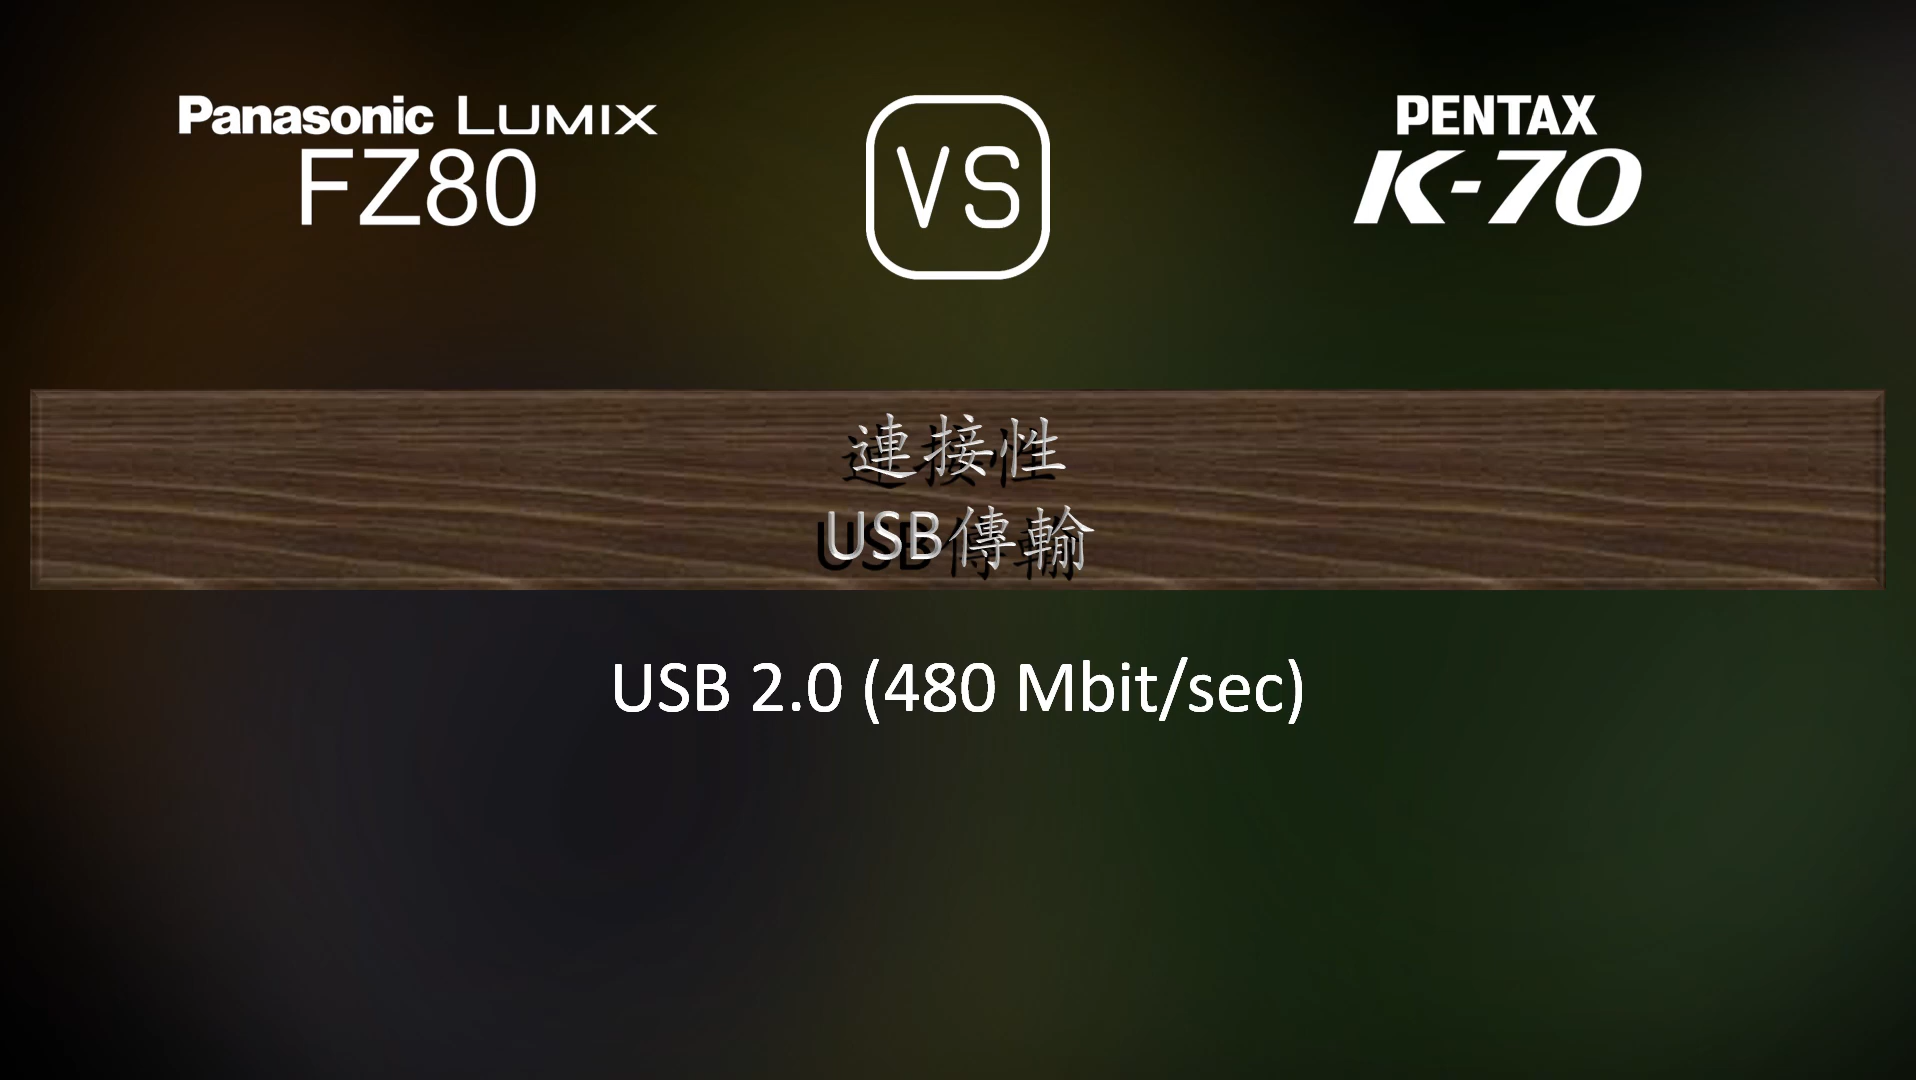 Panasonic LUMIX
FZ80
VS
PENTAX
K-70
連接性
USB傳輸
USB 2.0 (480 Mbit/sec)